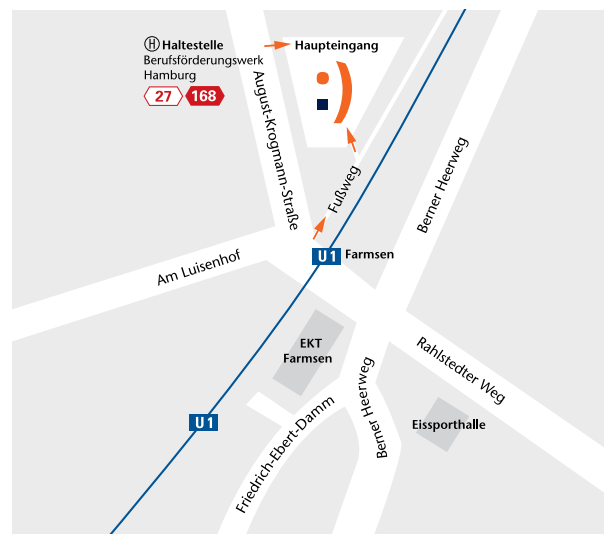 H Haltestelle
Berufsförderungswerk
Hamburg
27 168
Haupteingang
August-Krogmann-Straße
Fußweg
Berner Heerweg
U1 Farmsen
Am Luisenhof
EKT
Farmsen
Rahlstedter Weg
Berner Heerweg
U1
Eissporthalle
Friedrich-Ebert-Damm